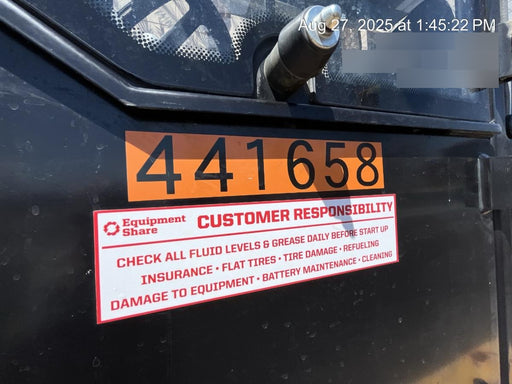 Aug 27, 2025 at 1:45:22 PM
441658
Equipment Share
CUSTOMER RESPONSIBILITY
CHECK ALL FLUID LEVELS & GREASE DAILY BEFORE START UP
INSURANCE • FLAT TIRES • TIRE DAMAGE • REFUELING
DAMAGE TO EQUIPMENT • BATTERY MAINTENANCE • CLEANING